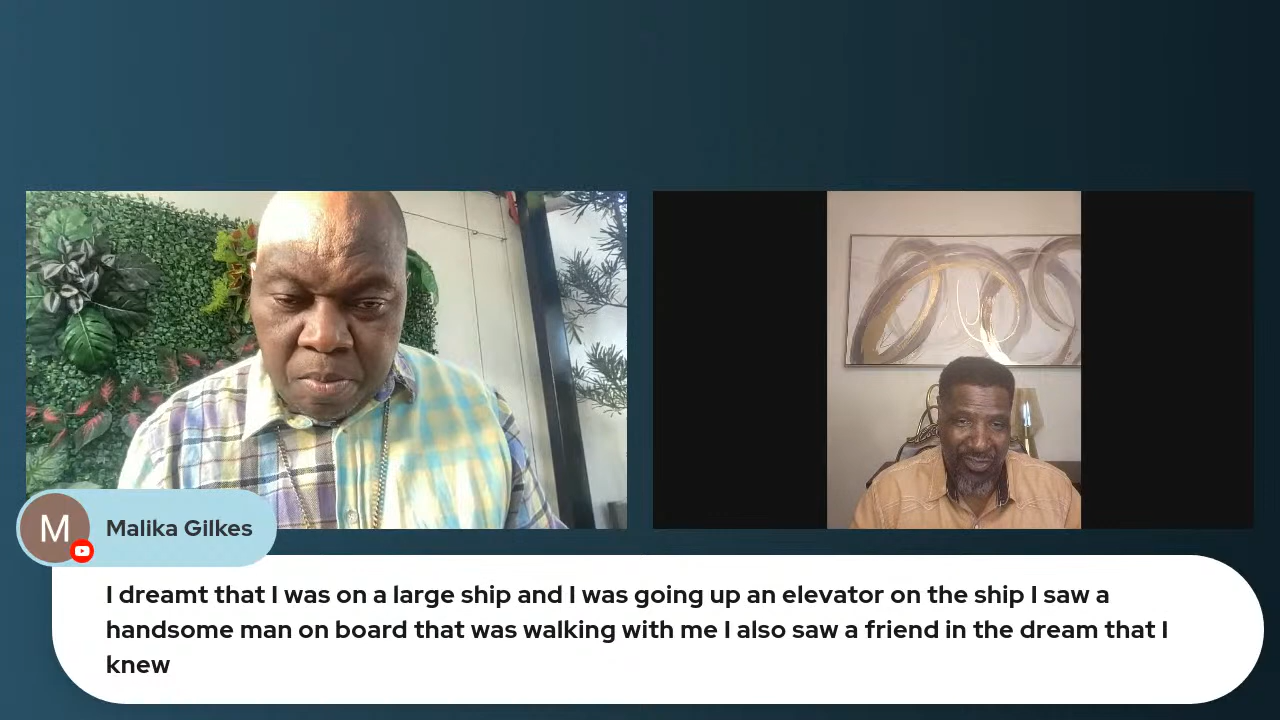 M
Malika Gilkes
I dreamt that I was on a large ship and I was going up an elevator on the ship I saw a
handsome man on board that was walking with me I also saw a friend in the dream that I
knew